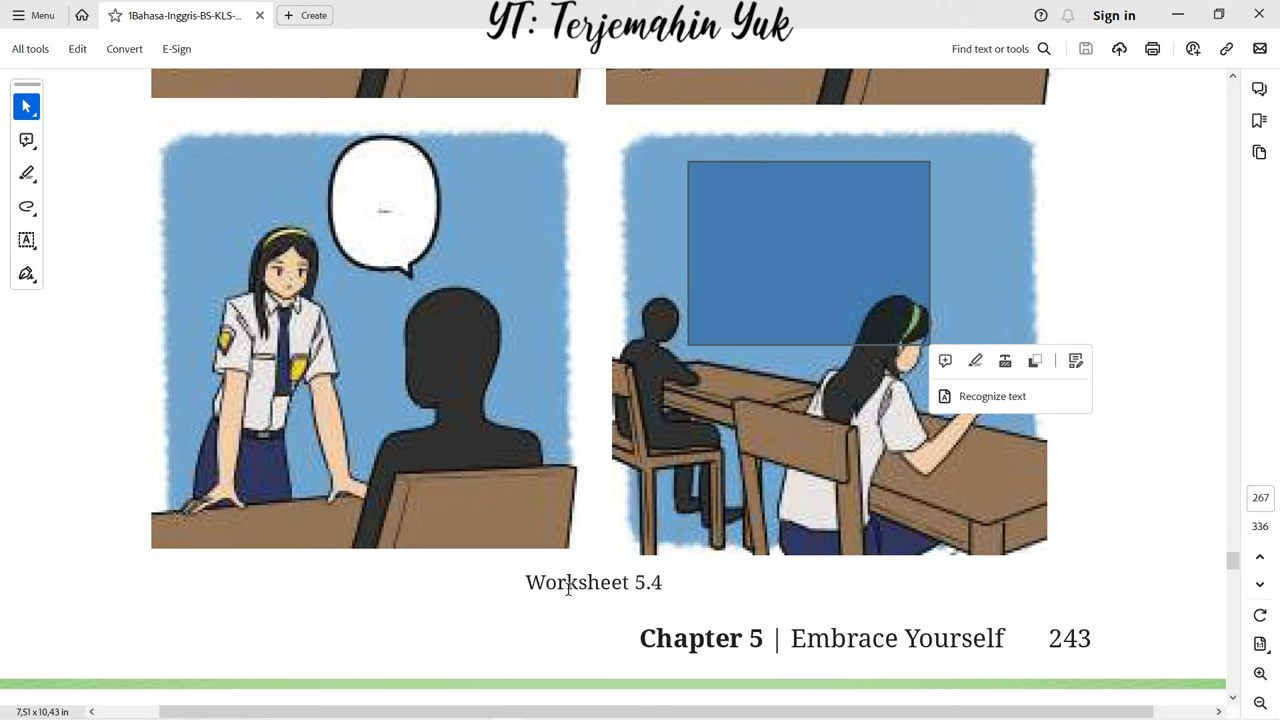 Menu
1Bahasa-Inggris-BS-KLS-...
Create
YT: Terjemahin Yuk
Sign in
All tools
Edit
Convert
E-Sign
Find text or tools
Recognize text
267
336
Worksheet 5.4
Chapter 5 | Embrace Yourself 243
7,51 x 10,43 in